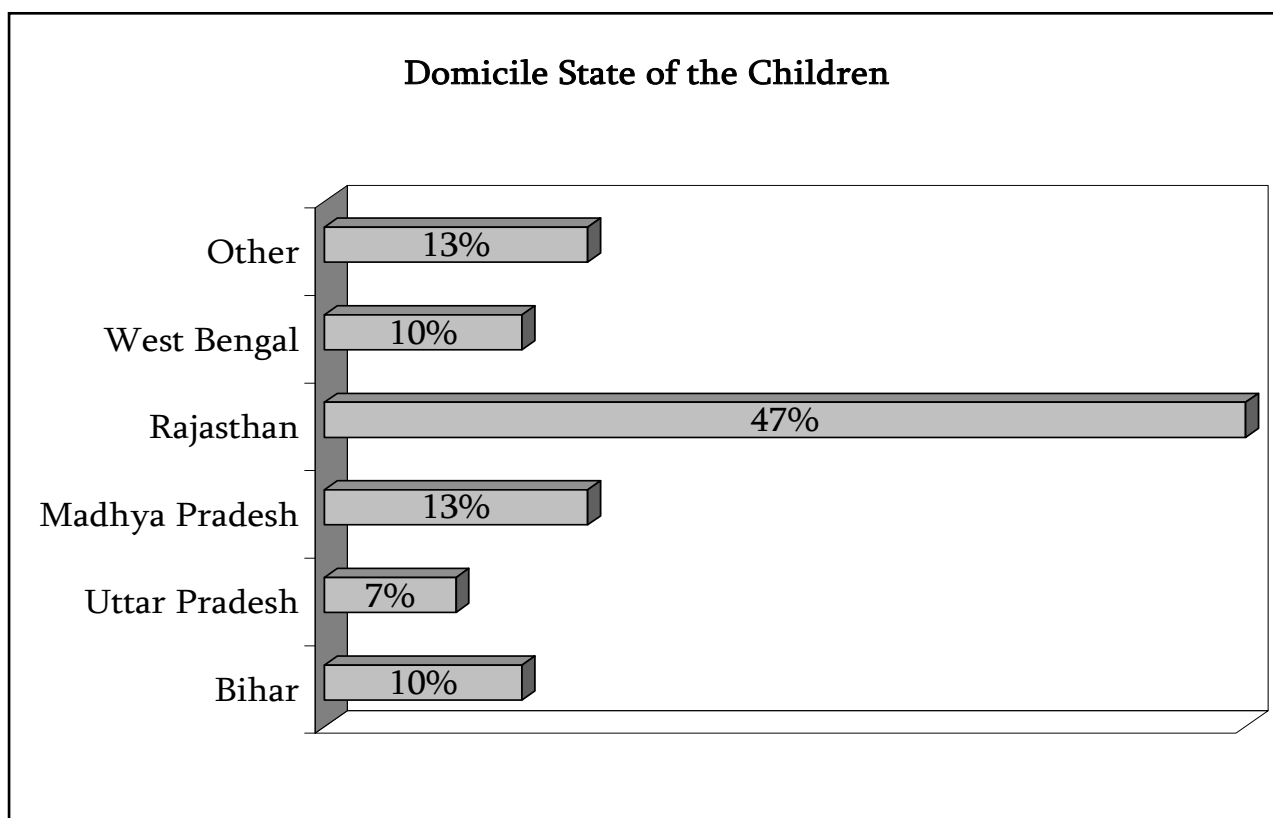 Domicile State of the Children
Other 13%
West Bengal 10%
Rajasthan 47%
Madhya Pradesh 13%
Uttar Pradesh 7%
Bihar 10%